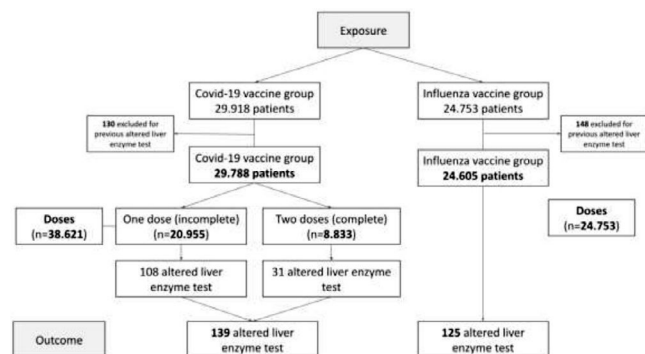 Exposure
Covid-19 vaccine group
29.918 patients
Influenza vaccine group
24.753 patients
130 excluded for
previous altered liver
enzyme test
148 excluded for
previous altered liver
enzyme test
Covid-19 vaccine group
29.788 patients
Influenza vaccine group
24.605 patients
Doses
(n=38.621)
One dose (incomplete)
(n=20.955)
Two doses (complete)
(n=8.833)
Doses
(n=24.753)
108 altered liver
enzyme test
31 altered liver enzyme
test
Outcome
139 altered liver
enzyme test
125 altered liver
enzyme test